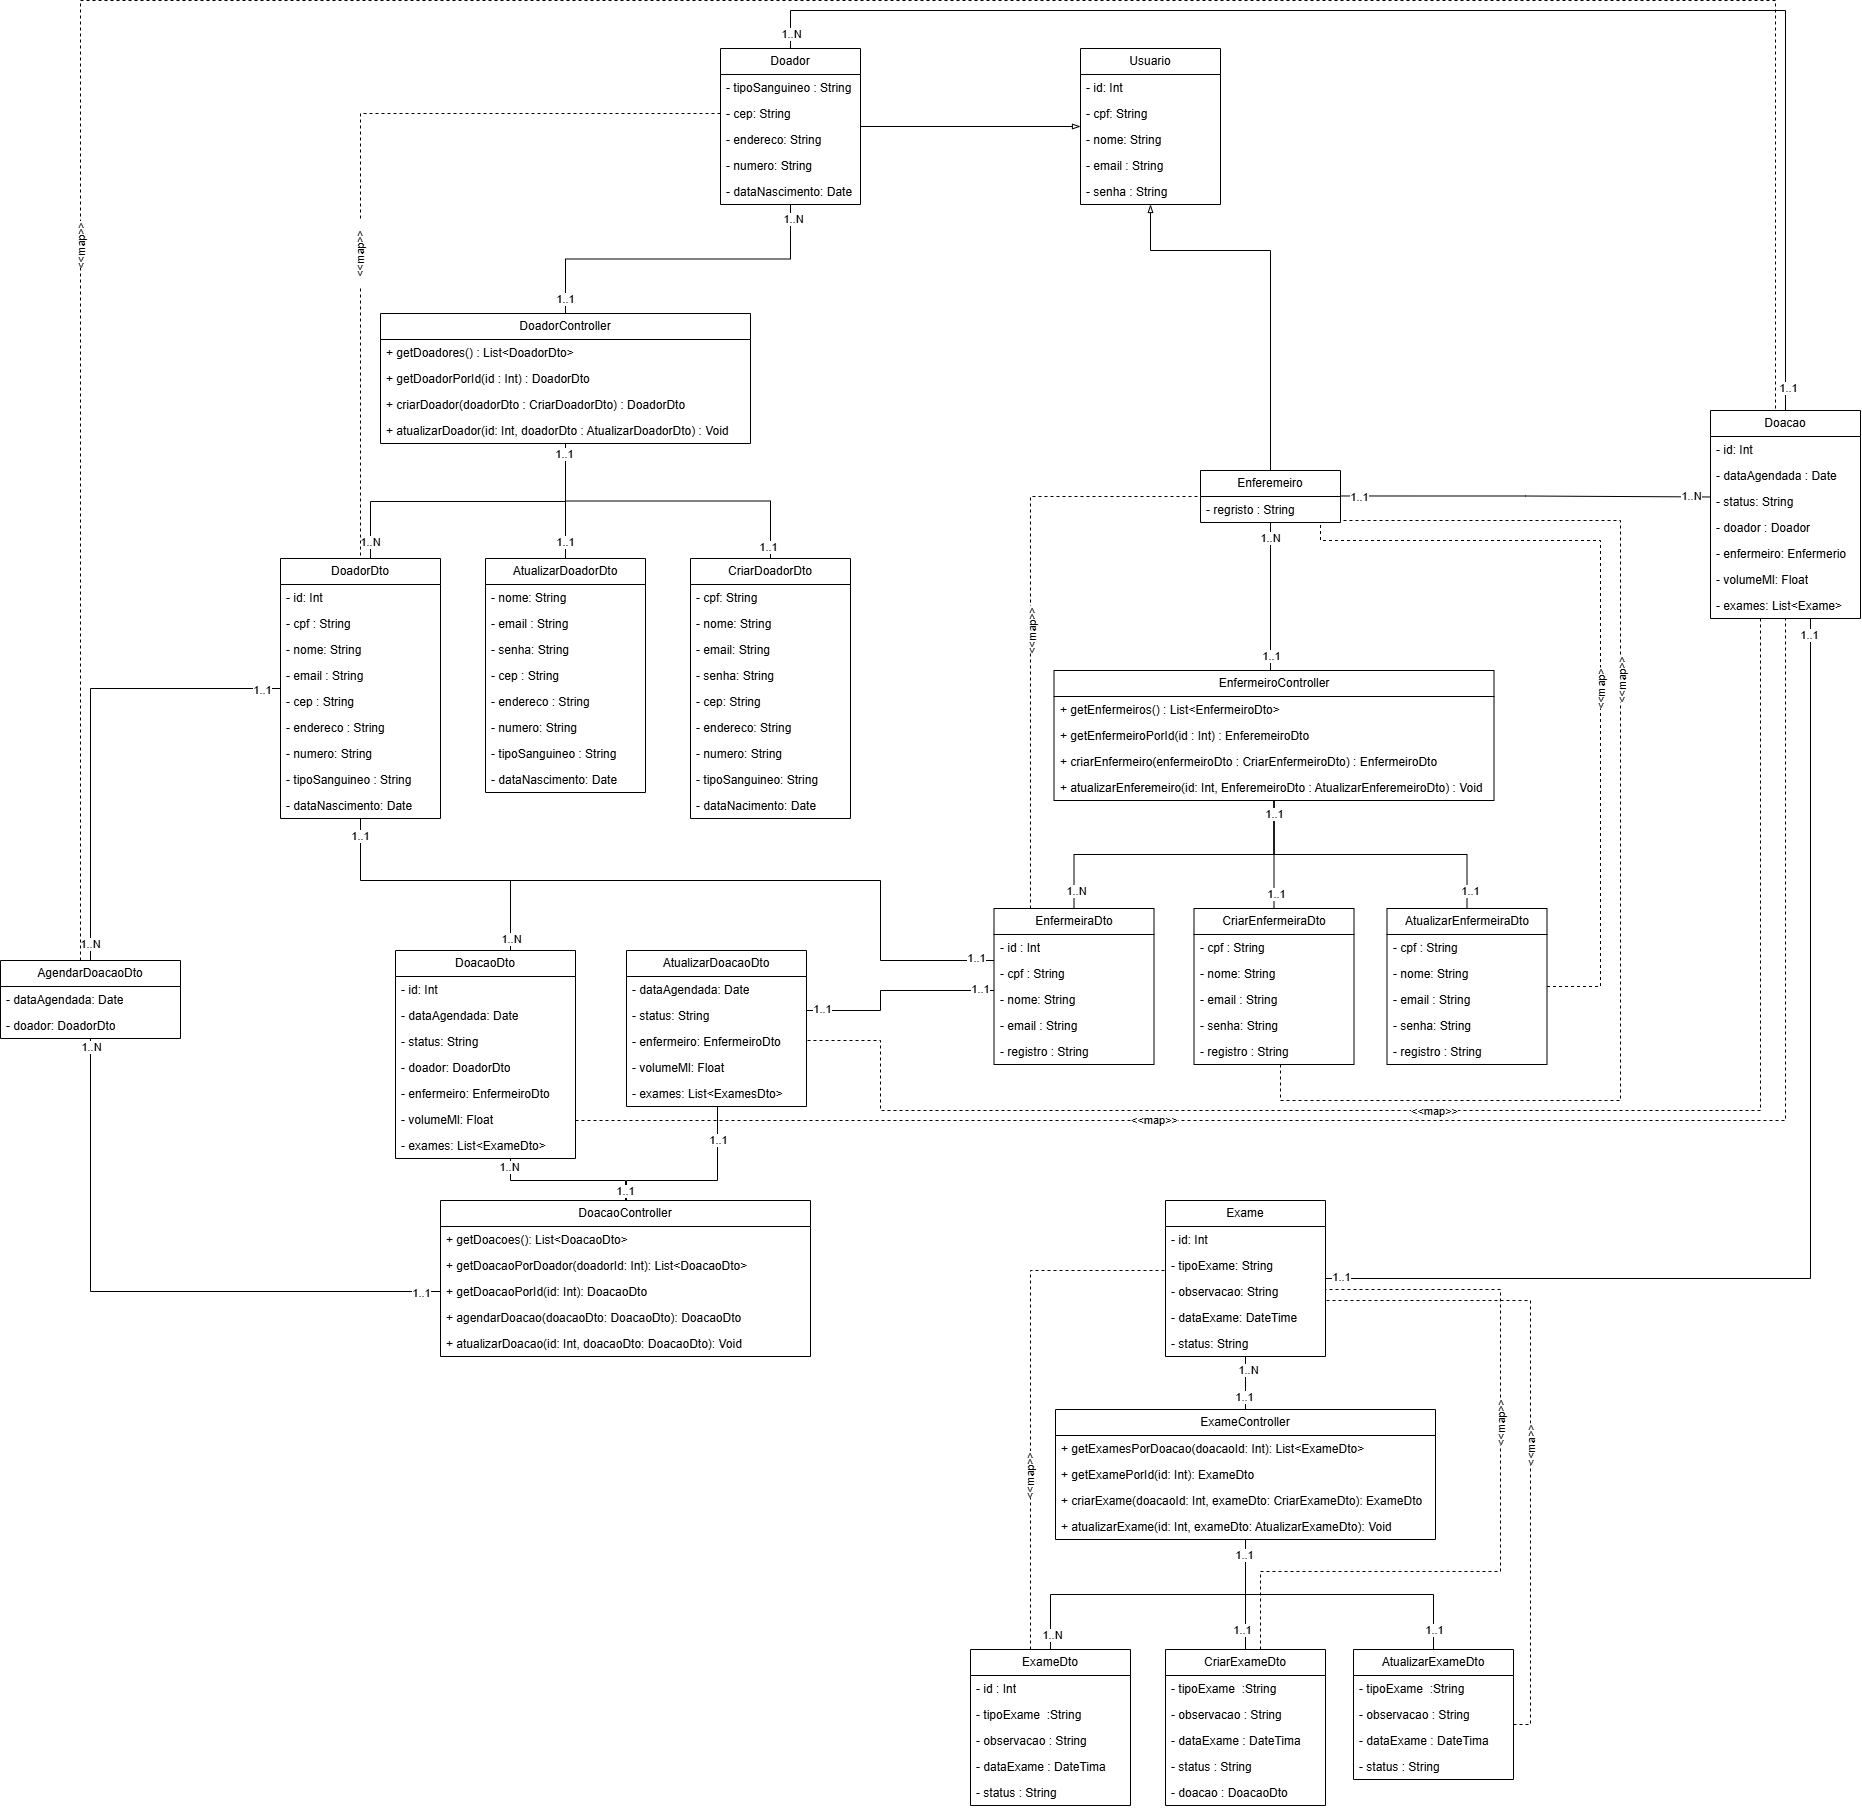 1..N
Doador
- tipoSanguineo : String
- cep: String
- endereco: String
- numero: String
- dataNascimento: Date
1..N
Usuario
- id: Int
- cpf: String
- nome: String
- email : String
- senha : String
<<map>>
<<map>>
1..1
DoadorController
+ getDoadores() : List<DoadorDto>
+ getDoadorPorId(id : Int) : DoadorDto
+ criarDoador(doadorDto : CriarDoadorDto) : DoadorDto
+ atualizarDoador(id: Int, doadorDto : AtualizarDoadorDto) : Void
1..1
1..1
Doacao
- id: Int
- dataAgendada : Date
- status: String
- doador : Doador
- enfermeiro: Enfermerio
- volumeMl: Float
- exames: List<Exame>
1..1
Enferemeiro
- regristo : String
1..1
1..N
1..N
1..N
1..1
1..1
DoadorDto
- id: Int
- cpf : String
- nome: String
- email : String
- cep : String
- endereco : String
- numero: String
- tipoSanguineo : String
- dataNascimento: Date
1..1
1..1
AtualizarDoadorDto
- nome: String
- email : String
- senha: String
- cep : String
- endereco : String
- numero: String
- tipoSanguineo : String
- dataNascimento: Date
CriarDoadorDto
- cpf: String
- nome: String
- email: String
- senha: String
- cep: String
- endereco: String
- numero: String
- tipoSanguineo: String
- dataNacimento: Date
<<map>>
<<map>>
<<map>>
1..1
EnfermeiroController
+ getEnfermeiros() : List<EnfermeiroDto>
+ getEnfermeiroPorId(id : Int) : EnferemeiroDto
+ criarEnfermeiro(enfermeiroDto : CriarEnfermeiroDto) : EnfermeiroDto
+ atualizarEnferemeiro(id: Int, EnferemeiroDto : AtualizarEnferemeiroDto) : Void
1..1
1..N
1..1
1..1
EnfermeiraDto
- id : Int
- cpf : String
- nome: String
- email : String
- registro : String
CriarEnfermeiraDto
- cpf : String
- nome: String
- email : String
- senha: String
- registro : String
AtualizarEnfermeiraDto
- cpf : String
- nome: String
- email : String
- senha: String
- registro : String
1..N
AgendarDoacaoDto
- dataAgendada: Date
- doador: DoadorDto
1..N
1..N
DoacaoDto
- id: Int
- dataAgendada: Date
- status: String
- doador: DoadorDto
- enfermeiro: EnfermeiroDto
- volumeMl: Float
- exames: List<ExameDto>
1..N
AtualizarDoacaoDto
- dataAgendada: Date
- status: String
- enfermeiro: EnfermeiroDto
- volumeMl: Float
- exames: List<ExamesDto>
1..1
1..1
1..1
1..1
<<map>>
<<map>>
1..1
DoacaoController
+ getDoacoes(): List<DoacaoDto>
+ getDoacaoPorDoador(doadorId: Int): List<DoacaoDto>
+ getDoacaoPorId(id: Int): DoacaoDto
+ agendarDoacao(doacaoDto: DoacaoDto): DoacaoDto
+ atualizarDoacao(id: Int, doacaoDto: DoacaoDto): Void
1..1
Exame
- id: Int
- tipoExame: String
- observacao: String
- dataExame: DateTime
- status: String
1..1
1..N
1..1
ExameController
+ getExamesPorDoacao(doacaoId: Int): List<ExameDto>
+ getExamePorId(id: Int): ExameDto
+ criarExame(doacaoId: Int, exameDto: CriarExameDto): ExameDto
+ atualizarExame(id: Int, exameDto: AtualizarExameDto): Void
<<map>>
<<map>>
<<map>>
1..1
1..N
1..1
1..1
ExameDto
- id : Int
- tipoExame :String
- observacao : String
- dataExame : DateTima
- status : String
CriarExameDto
- tipoExame :String
- observacao : String
- dataExame : DateTima
- status : String
- doacao : DoacaoDto
AtualizarExameDto
- tipoExame :String
- observacao : String
- dataExame : DateTima
- status : String